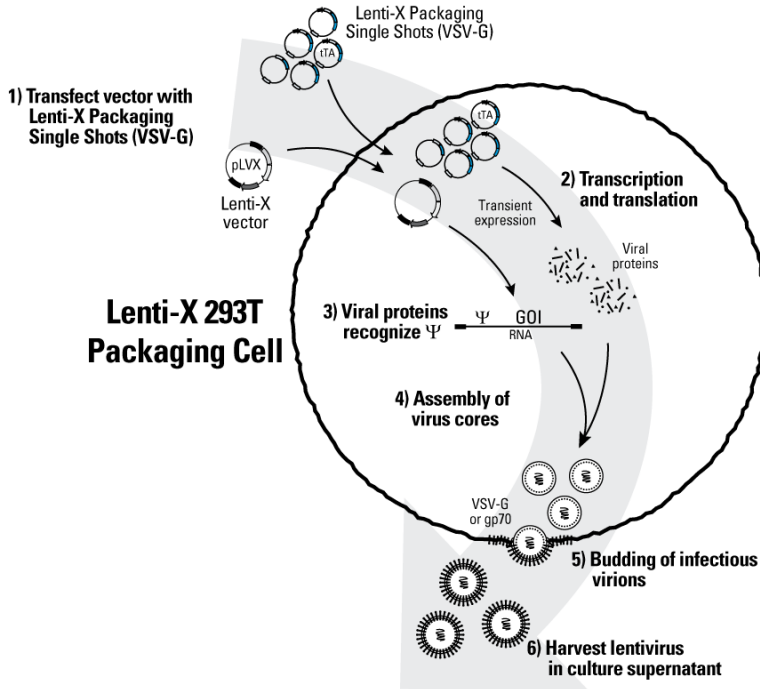 Lenti-X Packaging
Single Shots (VSV-G)
tTA
1) Transfect vector with
Lenti-X Packaging
Single Shots (VSV-G)
pLVX
Lenti-X
vector
tTA
2) Transcription
and translation
Transient
expression
Viral
proteins
Lenti-X 293T
Packaging Cell
3) Viral proteins
recognize Ψ
Ψ GOI
RNA
4) Assembly of
virus cores
VSV-G
or gp70
5) Budding of infectious
virions
6) Harvest lentivirus
in culture supernatant